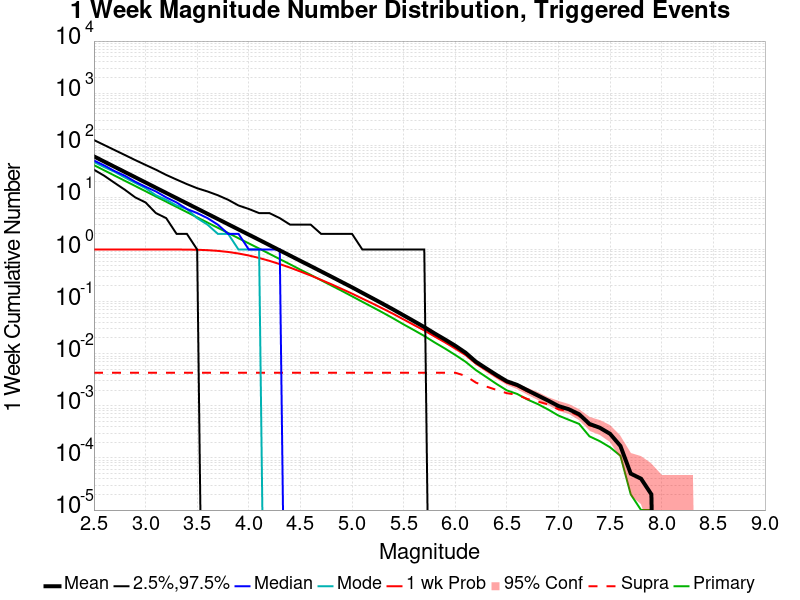 1 Week Magnitude Number Distribution, Triggered Events
1 Week Cumulative Number
10 4
10 3
10 2
10 1
10 0
10 -1
10 -2
10 -3
10 -4
10 -5
2.5 3.0 3.5 4.0 4.5 5.0 5.5 6.0 6.5 7.0 7.5 8.0 8.5 9.0
Magnitude
Mean 2.5%,97.5% Median Mode 1 wk Prob 95% Conf Supra Primary